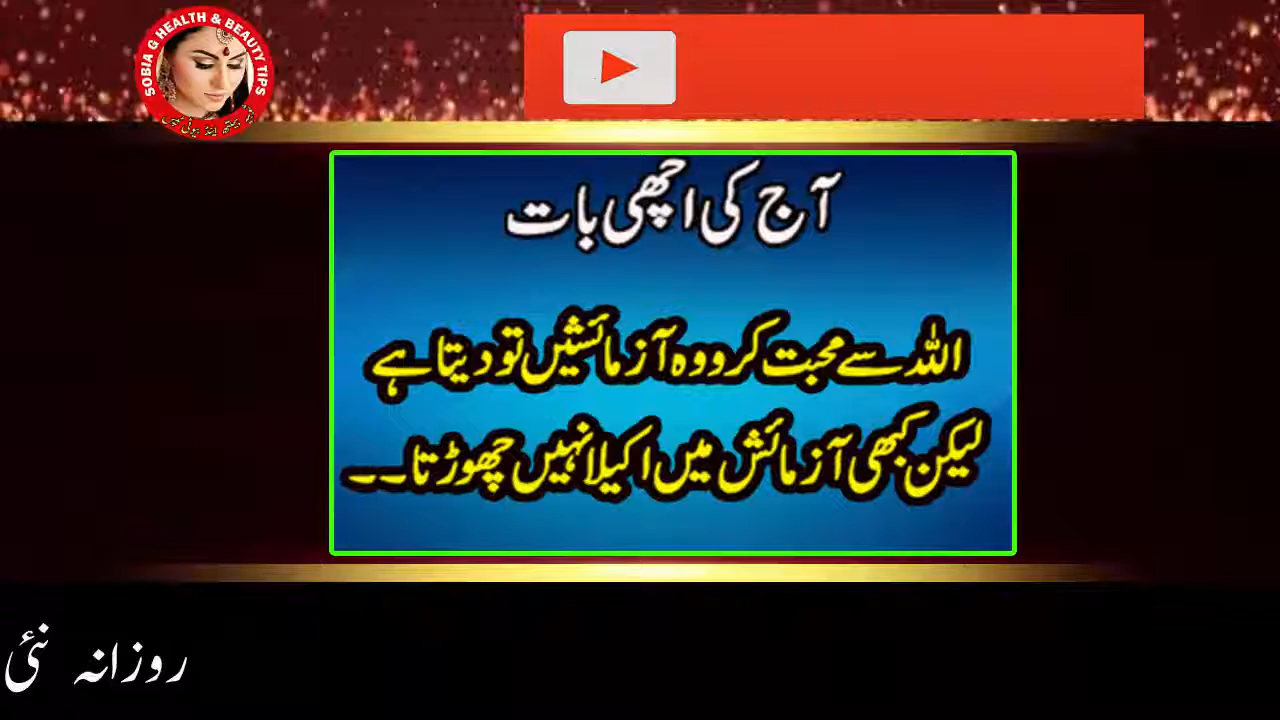 SOBIA G HEALTH & BEAUTY TIPS
آج کی اچھی بات
اللہ سے محبت کرو وہ آزمائشیں تو دیتا ہے
لیکن کبھی آزمائش میں اکیلا نہیں چھوڑتا۔۔
روزانہ نئی